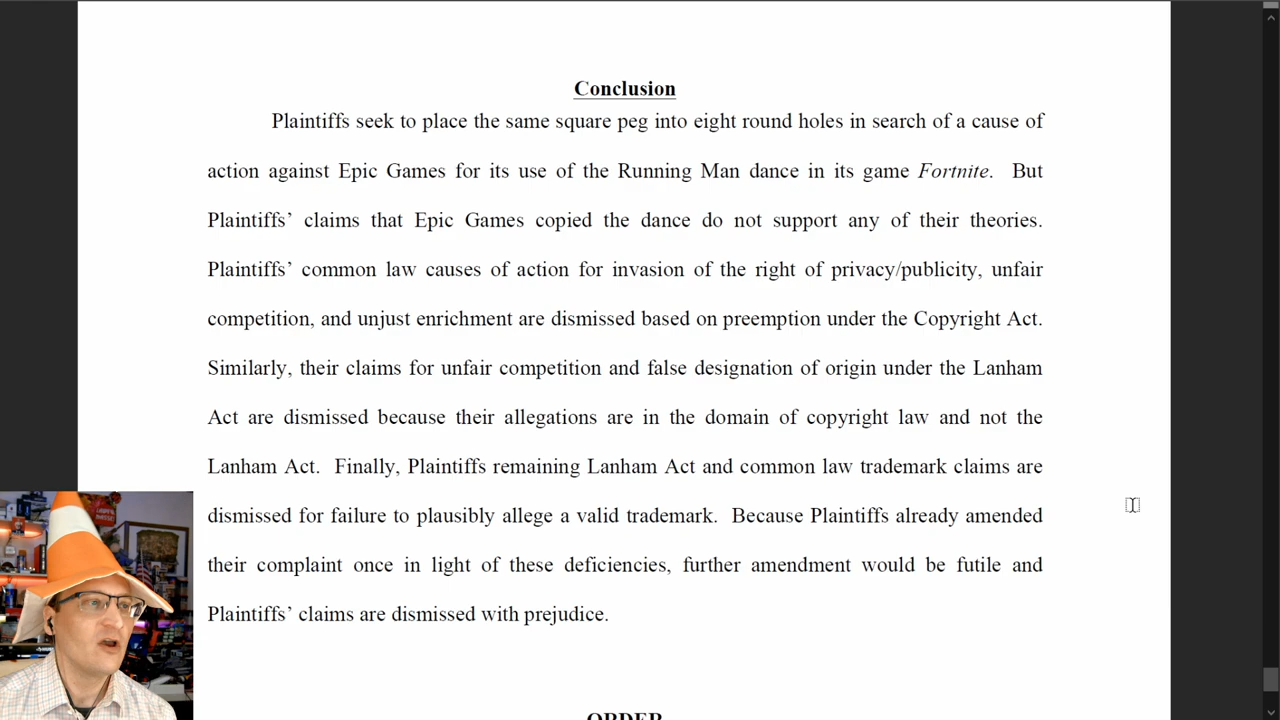 Conclusion
Plaintiffs seek to place the same square peg into eight round holes in search of a cause of
action against Epic Games for its use of the Running Man dance in its game Fortnite. But
Plaintiffs’ claims that Epic Games copied the dance do not support any of their theories.
Plaintiffs’ common law causes of action for invasion of the right of privacy/publicity, unfair
competition, and unjust enrichment are dismissed based on preemption under the Copyright Act.
Similarly, their claims for unfair competition and false designation of origin under the Lanham
Act are dismissed because their allegations are in the domain of copyright law and not the
Lanham Act. Finally, Plaintiffs remaining Lanham Act and common law trademark claims are
dismissed for failure to plausibly allege a valid trademark. Because Plaintiffs already amended
their complaint once in light of these deficiencies, further amendment would be futile and
Plaintiffs’ claims are dismissed with prejudice.
ORDER